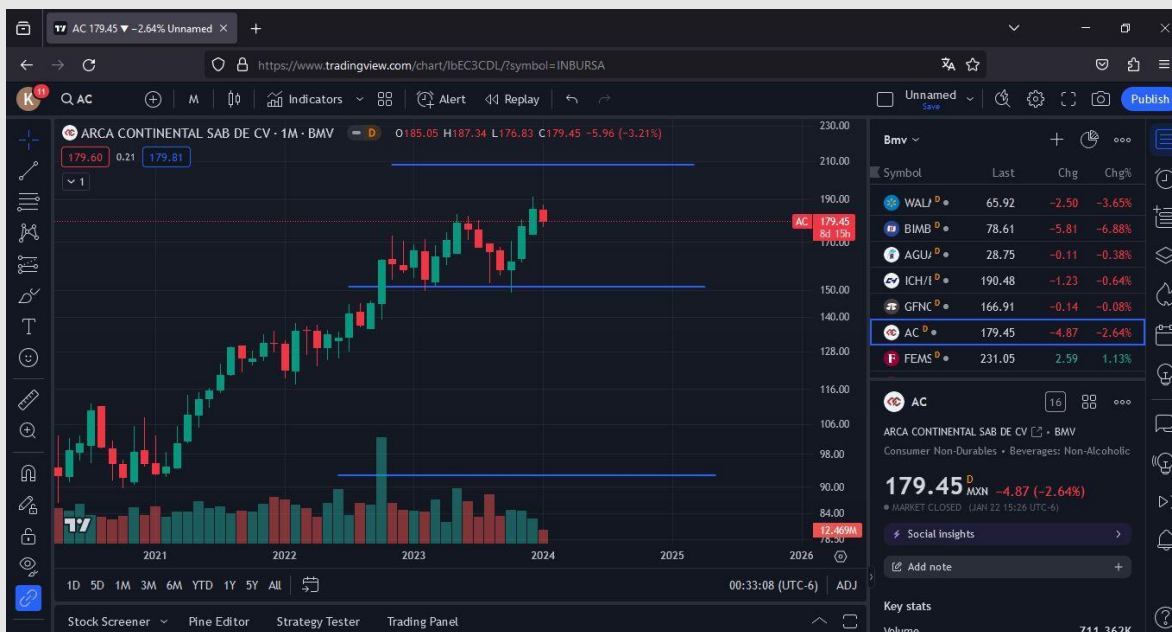 AC 179.45 ▼ −2.64% Unnamed
https://www.tradingview.com/chart/lbEC3CDL/?symbol=INBURSA
K 11
AC
M
Indicators
Alert
Replay
Unnamed
Save
Publish
ARCA CONTINENTAL SAB DE CV · 1M · BMV
D
O185.05 H187.34 L176.83 C179.45 −5.96 (−3.21%)
179.60
0.21
179.81
1
230.00
210.00
190.00
AC 179.45
8d 15h
170.00
150.00
140.00
128.00
116.00
106.00
98.00
90.00
84.00
12.469M
78.50
2021
2022
2023
2024
2025
2026
1D 5D 1M 3M 6M YTD 1Y 5Y All
00:33:08 (UTC-6)
ADJ
Stock Screener
Pine Editor
Strategy Tester
Trading Panel
Bmv
Symbol Last Chg Chg%
D 65.92 −2.50 −3.65%
BIMB D 78.61 −5.81 −6.88%
D 28.75 −0.11 −0.38%
D 190.48 −1.23 −0.64%
GFNC D 166.91 −0.14 −0.08%
AC D 179.45 −4.87 −2.64%
FEMS D 231.05 2.59 1.13%
AC
16
ARCA CONTINENTAL SAB DE CV · BMV
Consumer Non-Durables • Beverages: Non-Alcoholic
179.45 D MXN −4.87 (−2.64%)
MARKET CLOSED (JAN 22 15:26 UTC-6)
Social insights
Add note
Key stats
Volume 711.362K